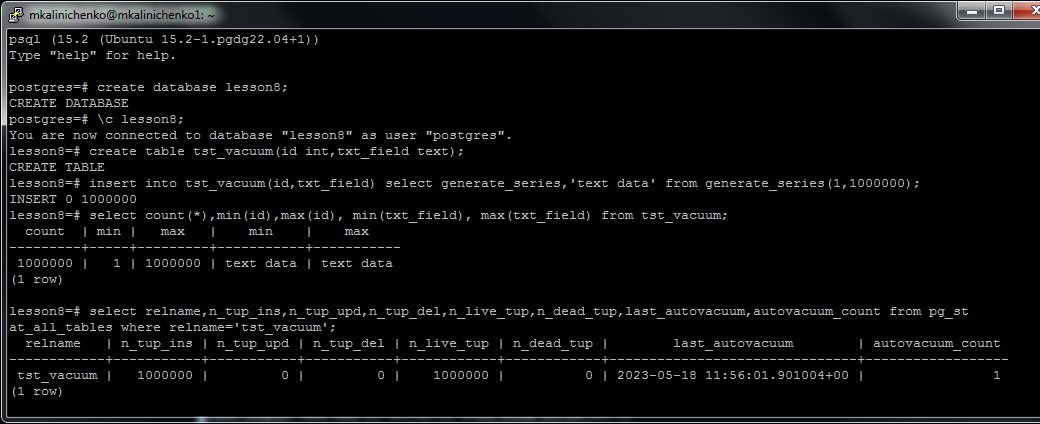 mkalinichenko@mkalinichenko1: ~
psql (15.2 (Ubuntu 15.2-1.pgdg22.04+1))
Type "help" for help.
postgres=# create database lesson8;
CREATE DATABASE
postgres=# \c lesson8;
You are now connected to database "lesson8" as user "postgres".
lesson8=# create table tst_vacuum(id int,txt_field text);
CREATE TABLE
lesson8=# insert into tst_vacuum(id,txt_field) select generate_series,'text data' from generate_series(1,1000000);
INSERT 0 1000000
lesson8=# select count(*),min(id),max(id), min(txt_field), max(txt_field) from tst_vacuum;
  count  | min |   max   |    min    |    max
---------+-----+---------+-----------+-----------
 1000000 |   1 | 1000000 | text data | text data
(1 row)
lesson8=# select relname,n_tup_ins,n_tup_upd,n_tup_del,n_live_tup,n_dead_tup,last_autovacuum,autovacuum_count from pg_st
at_all_tables where relname='tst_vacuum';
  relname   | n_tup_ins | n_tup_upd | n_tup_del | n_live_tup | n_dead_tup |        last_autovacuum        | autovacuum_count
------------+-----------+-----------+-----------+------------+------------+-------------------------------+------------------
 tst_vacuum |   1000000 |         0 |         0 |    1000000 |          0 | 2023-05-18 11:56:01.901004+00 |                1
(1 row)